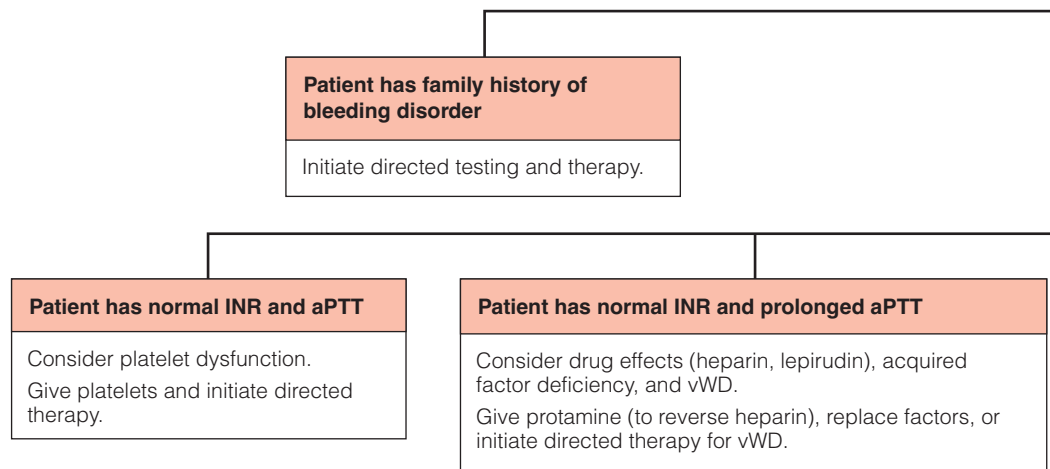 Patient has family history of
bleeding disorder
Initiate directed testing and therapy.
Patient has normal INR and aPTT
Consider platelet dysfunction.
Give platelets and initiate directed
therapy.
Patient has normal INR and prolonged aPTT
Consider drug effects (heparin, lepirudin), acquired
factor deficiency, and vWD.
Give protamine (to reverse heparin), replace factors, or
initiate directed therapy for vWD.